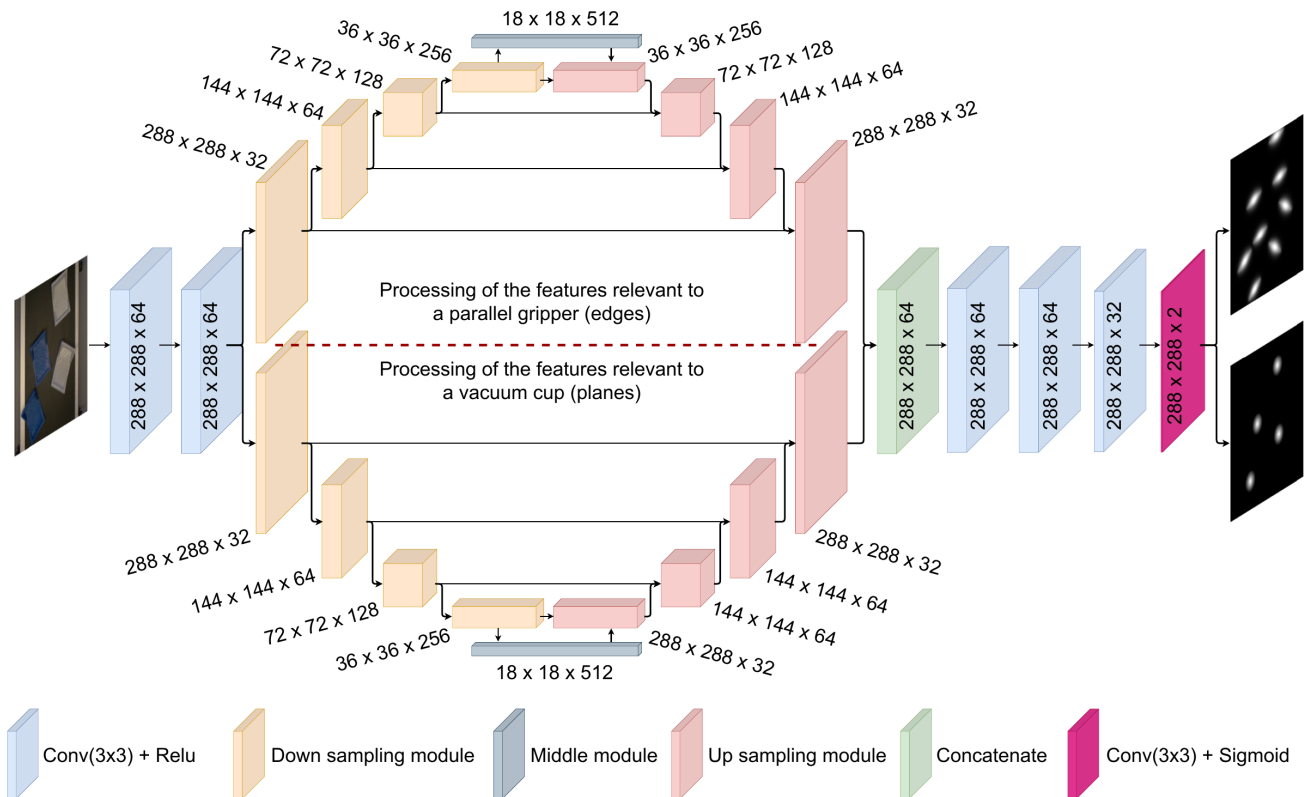 18 x 18 x 512
36 x 36 x 256
36 x 36 x 256
72 x 72 x 128
72 x 72 x 128
144 x 144 x 64
144 x 144 x 64
288 x 288 x 32
288 x 288 x 32
288 x 288 x 64
288 x 288 x 64
Processing of the features relevant to
a parallel gripper (edges)
Processing of the features relevant to
a vacuum cup (planes)
288 x 288 x 64
288 x 288 x 64
288 x 288 x 64
288 x 288 x 32
288 x 288 x 2
288 x 288 x 32
288 x 288 x 32
144 x 144 x 64
144 x 144 x 64
72 x 72 x 128
144 x 144 x 64
36 x 36 x 256
288 x 288 x 32
18 x 18 x 512
Conv(3x3) + Relu
Down sampling module
Middle module
Up sampling module
Concatenate
Conv(3x3) + Sigmoid